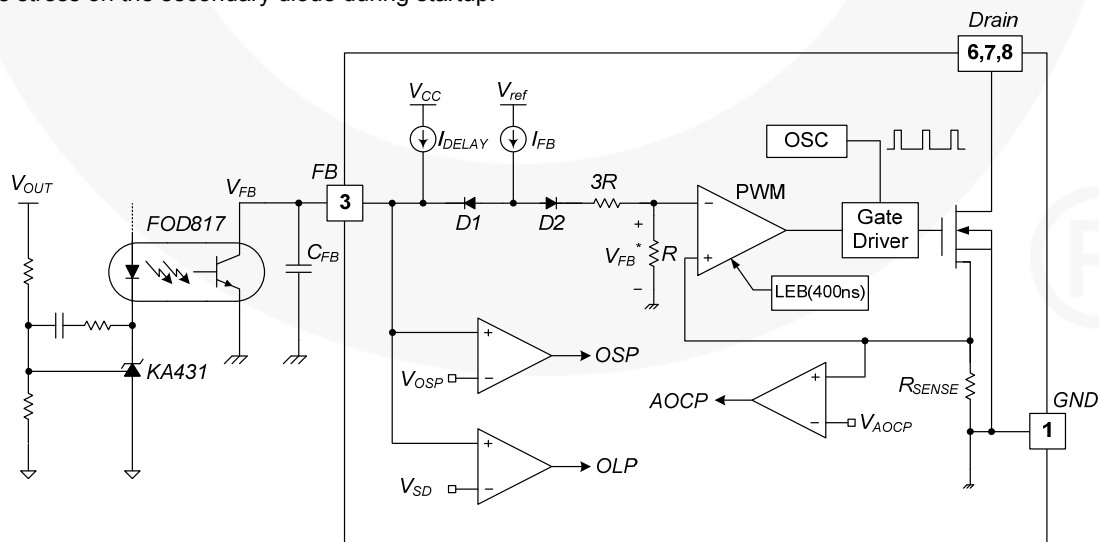 e stress on the secondary diode during startup.
Drain
6,7,8
VCC
Vref
IDELAY
IFB
OSC
FB
3
VOUT
VFB
FOD817
D1
D2
3R
PWM
Gate
Driver
CFB
+
VFB*
R
−
−
+
LEB(400ns)
KA431
+
OSP
VOSP
−
AOCP
+
−
VAOCP
RSENSE
GND
1
+
OLP
VSD
−
R